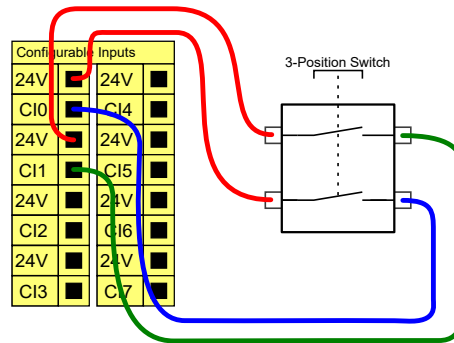 Configurable Inputs
3-Position Switch
24V 24V
CI0 CI4
24V 24V
CI1 CI5
24V 24V
CI2 CI6
24V 24V
CI3 CI7